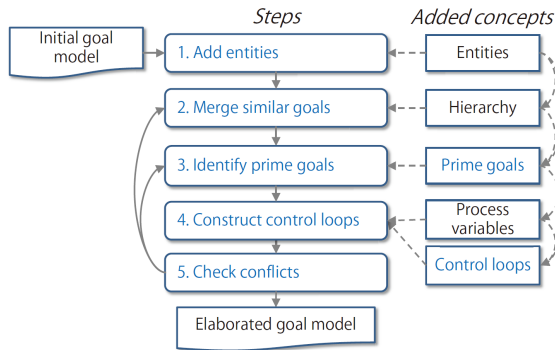 Steps
Added concepts
Initial goal
model
1. Add entities
Entities
2. Merge similar goals
Hierarchy
3. Identify prime goals
Prime goals
4. Construct control loops
Process
variables
5. Check conflicts
Control loops
Elaborated goal model